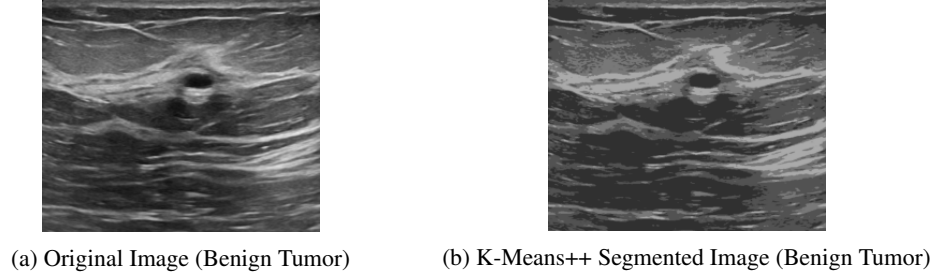 (a) Original Image (Benign Tumor)
(b) K-Means++ Segmented Image (Benign Tumor)